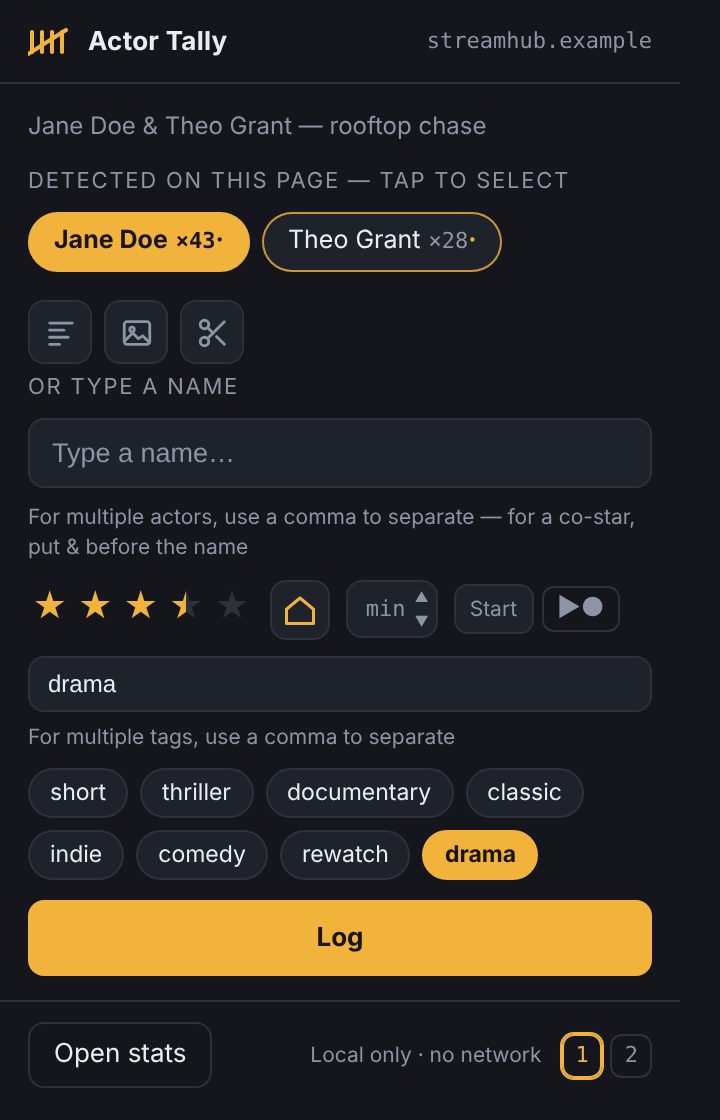 Actor Tally
streamhub.example
Jane Doe & Theo Grant — rooftop chase
DETECTED ON THIS PAGE — TAP TO SELECT
Jane Doe ×43·
Theo Grant ×28·
OR TYPE A NAME
Type a name…
For multiple actors, use a comma to separate — for a co-star,
put & before the name
min
Start
drama
For multiple tags, use a comma to separate
short
thriller
documentary
classic
indie
comedy
rewatch
drama
Log
Open stats
Local only · no network
1
2